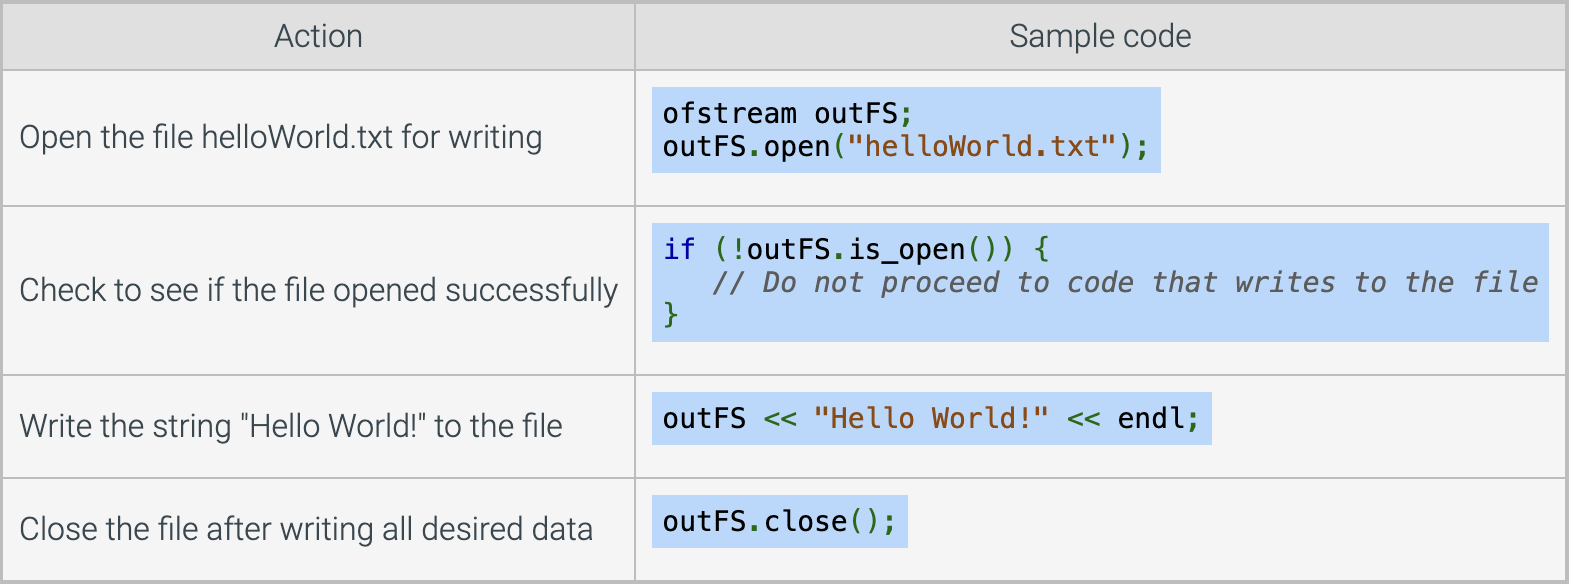 Action
Sample code
Open the file helloWorld.txt for writing
ofstream outFS;
outFS.open("helloWorld.txt");
Check to see if the file opened successfully
if (!outFS.is_open()) {
   // Do not proceed to code that writes to the file
}
Write the string "Hello World!" to the file
outFS << "Hello World!" << endl;
Close the file after writing all desired data
outFS.close();